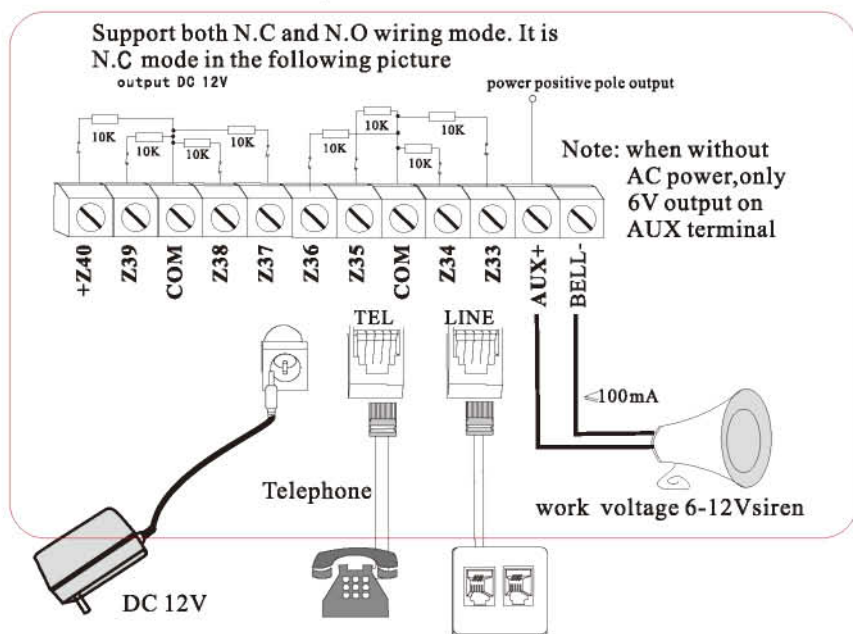 Support both N.C and N.O wiring mode. It is
N.C mode in the following picture
output DC 12V
power positive pole output
10K
10K
10K
10K
10K
10K
10K
10K
Note: when without
AC power,only
6V output on
AUX terminal
+Z40
Z39
COM
Z38
Z37
Z36
Z35
COM
Z34
Z33
AUX+
BELL-
TEL
LINE
≤100mA
Telephone
work voltage 6-12Vsiren
DC 12V